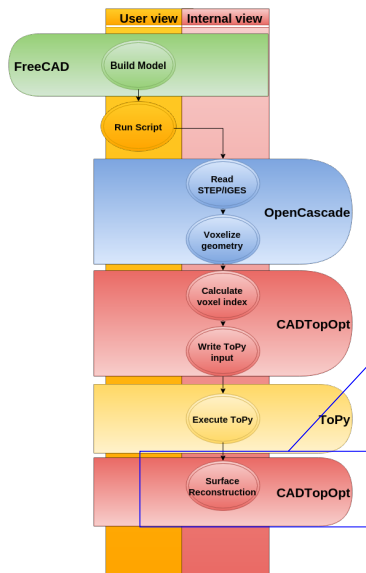 User view Internal view
FreeCAD
Build Model
Run Script
Read
STEP/IGES
OpenCascade
Voxelize
geometry
Calculate
voxel index
CADTopOpt
Write ToPy
input
Execute ToPy
ToPy
Surface
Reconstruction
CADTopOpt